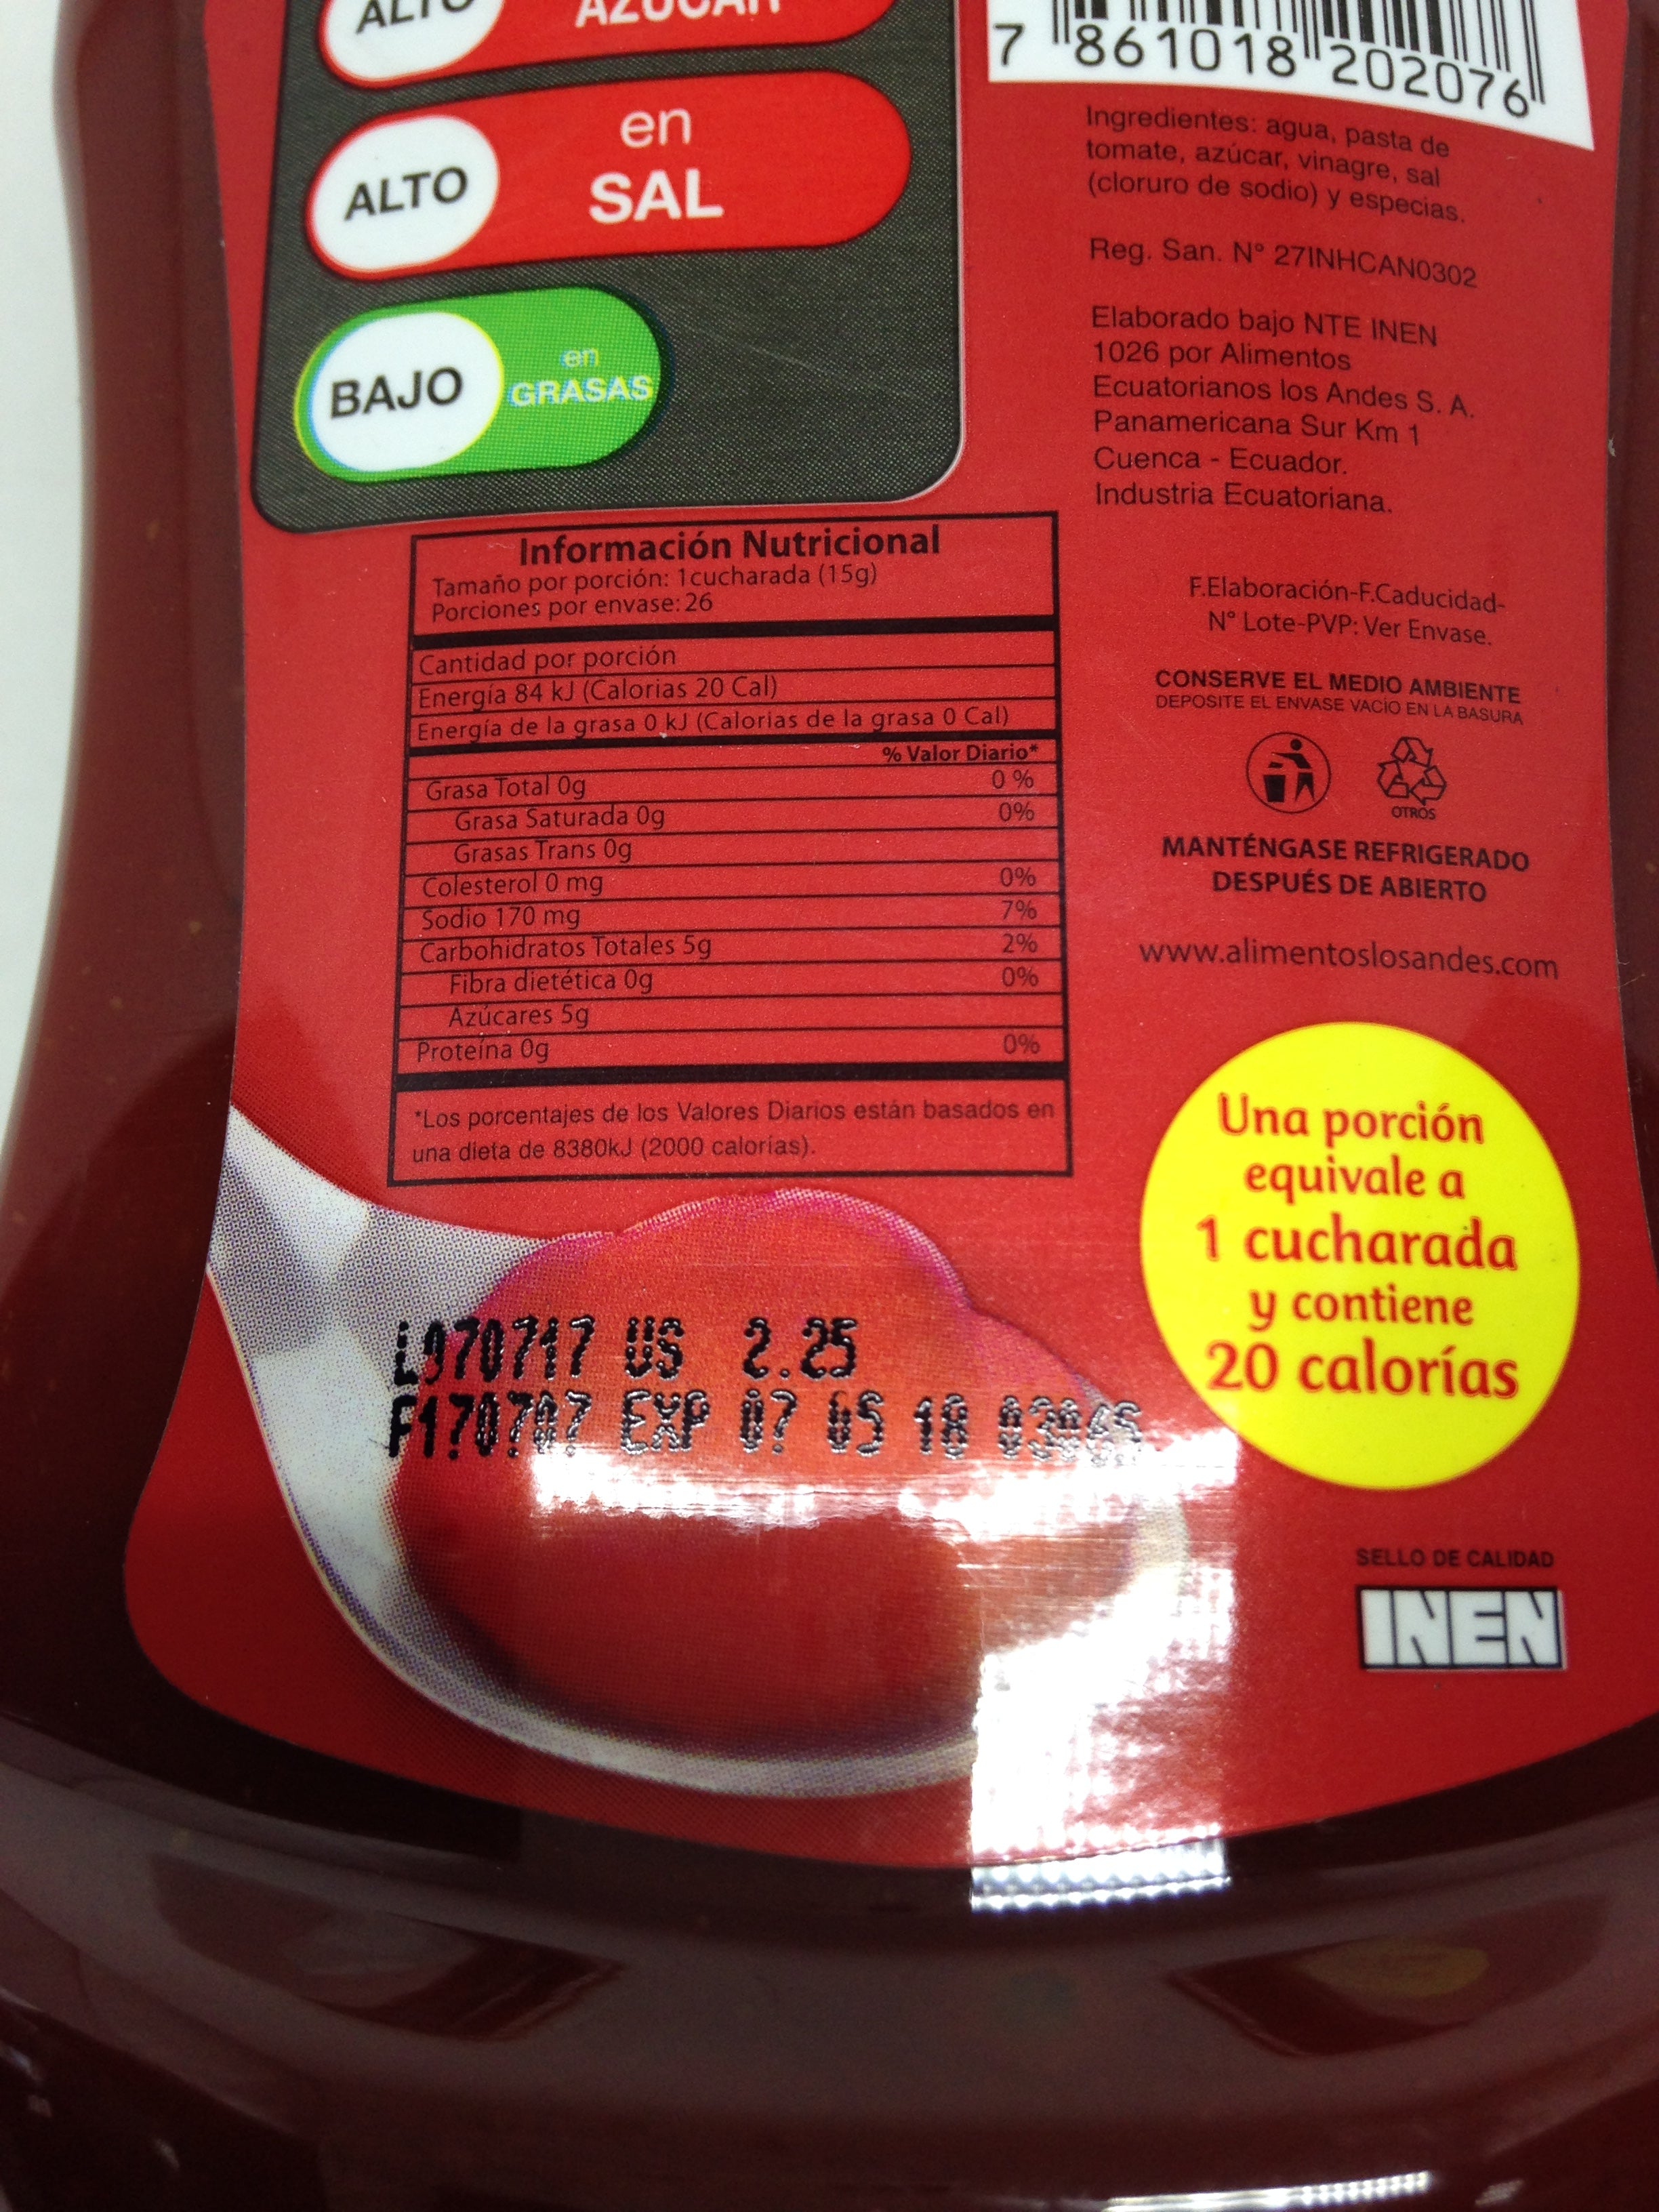 ALTO AZÚCAR
ALTO en SAL
BAJO en GRASAS
7 861018 202076
Ingredientes: agua, pasta de
tomate, azúcar, vinagre, sal
(cloruro de sodio) y especias.
Reg. San. N° 27INHCAN0302
Elaborado bajo NTE INEN
1026 por Alimentos
Ecuatorianos los Andes S. A.
Panamericana Sur Km 1
Cuenca - Ecuador.
Industria Ecuatoriana.
Información Nutricional
Tamaño por porción: 1cucharada (15g)
Porciones por envase: 26
Cantidad por porción
Energía 84 kJ (Calorias 20 Cal)
Energía de la grasa 0 kJ (Calorias de la grasa 0 Cal)
% Valor Diario*
Grasa Total 0g 0 %
Grasa Saturada 0g 0%
Grasas Trans 0g
Colesterol 0 mg 0%
Sodio 170 mg 7%
Carbohidratos Totales 5g 2%
Fibra dietética 0g 0%
Azúcares 5g
Proteína 0g 0%
*Los porcentajes de los Valores Diarios están basados en
una dieta de 8380kJ (2000 calorías).
F.Elaboración-F.Caducidad-
N° Lote-PVP: Ver Envase.
CONSERVE EL MEDIO AMBIENTE
DEPOSITE EL ENVASE VACIO EN LA BASURA
OTROS
MANTÉNGASE REFRIGERADO
DESPUÉS DE ABIERTO
www.alimentoslosandes.com
Una porción
equivale a
1 cucharada
y contiene
20 calorías
L070717 US 2.25
F170707 EXP 07 05 18
SELLO DE CALIDAD
INEN